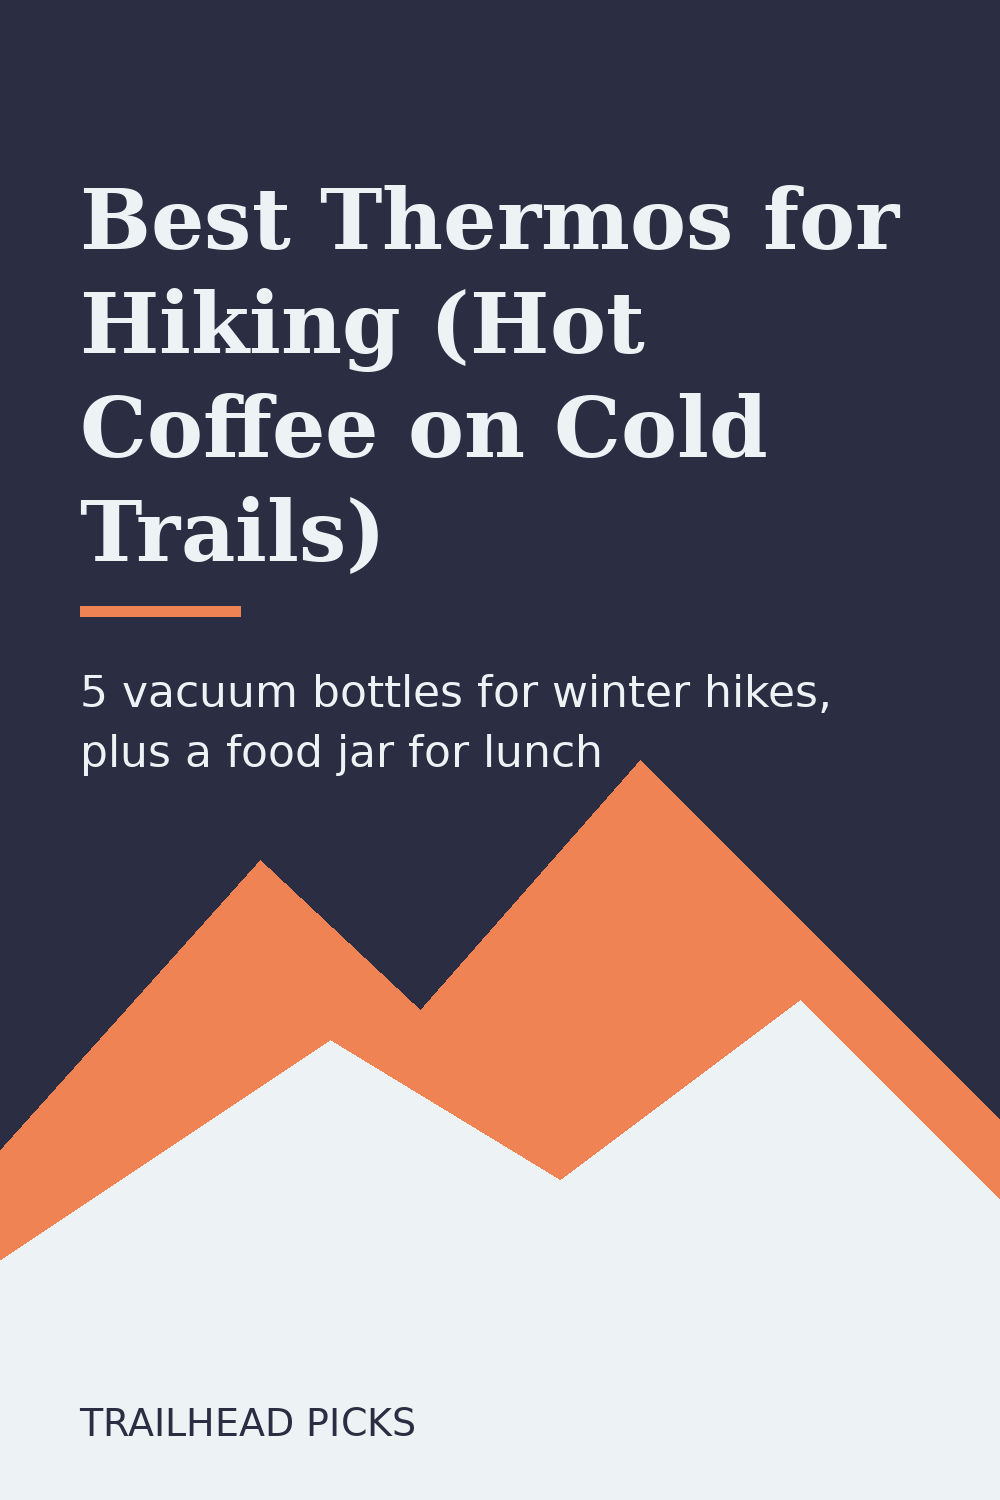 Best Thermos for
Hiking (Hot
Coffee on Cold
Trails)
5 vacuum bottles for winter hikes,
plus a food jar for lunch
TRAILHEAD PICKS